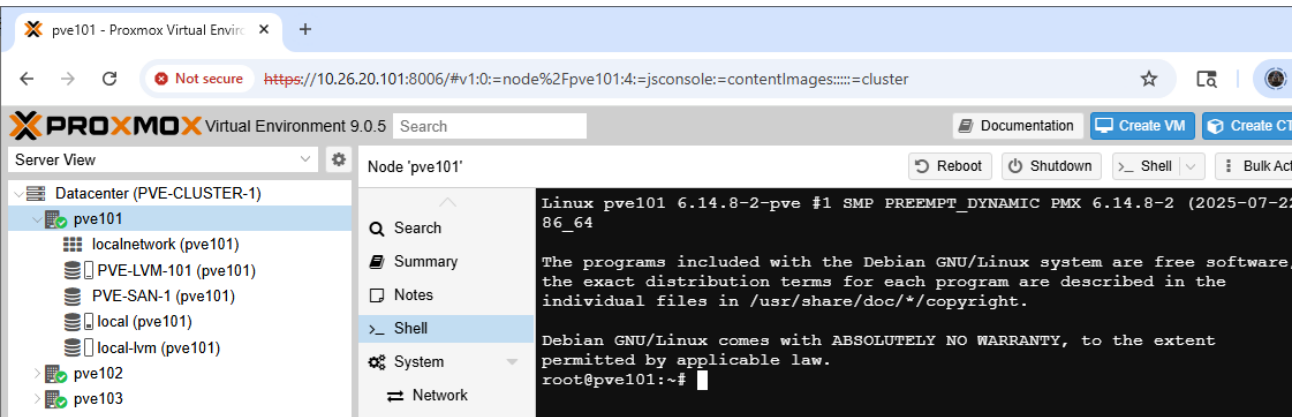 pve101 - Proxmox Virtual Enviro
Not secure https://10.26.20.101:8006/#v1:0:=node%2Fpve101:4:=jsconsole:=contentImages:::::=cluster
PROXMOX Virtual Environment 9.0.5 Search Documentation Create VM Create CT
Server View
Node 'pve101' Reboot Shutdown >_ Shell Bulk Act
Datacenter (PVE-CLUSTER-1)
pve101
localnetwork (pve101)
PVE-LVM-101 (pve101)
PVE-SAN-1 (pve101)
local (pve101)
local-lvm (pve101)
pve102
pve103
Search
Summary
Notes
>_ Shell
System
Network
Linux pve101 6.14.8-2-pve #1 SMP PREEMPT_DYNAMIC PMX 6.14.8-2 (2025-07-22
86_64
The programs included with the Debian GNU/Linux system are free software,
the exact distribution terms for each program are described in the
individual files in /usr/share/doc/*/copyright.
Debian GNU/Linux comes with ABSOLUTELY NO WARRANTY, to the extent
permitted by applicable law.
root@pve101:~#